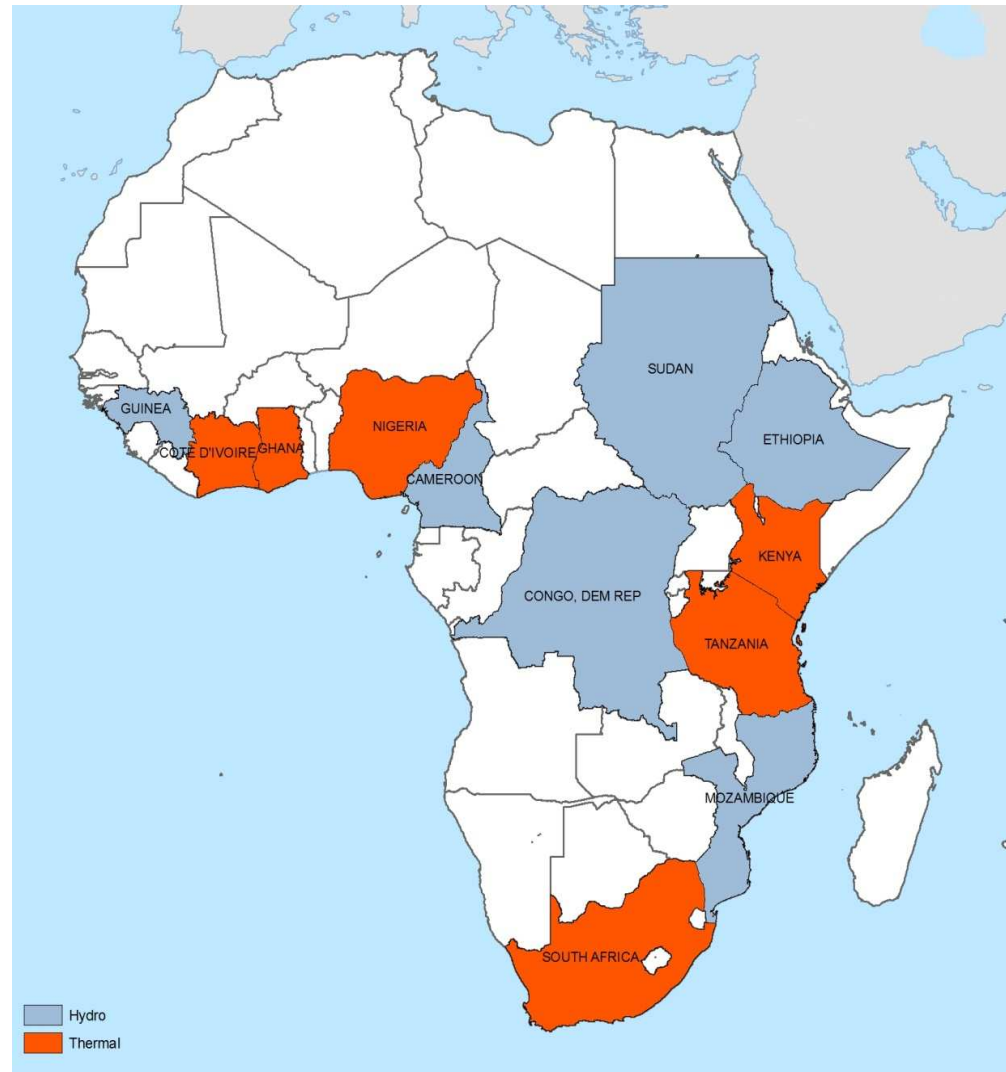 SUDAN
GUINEA
ETHIOPIA
NIGERIA
COTE D'IVOIRE
GHANA
CAMEROON
KENYA
CONGO, DEM REP
TANZANIA
MOZAMBIQUE
SOUTH AFRICA
Hydro
Thermal